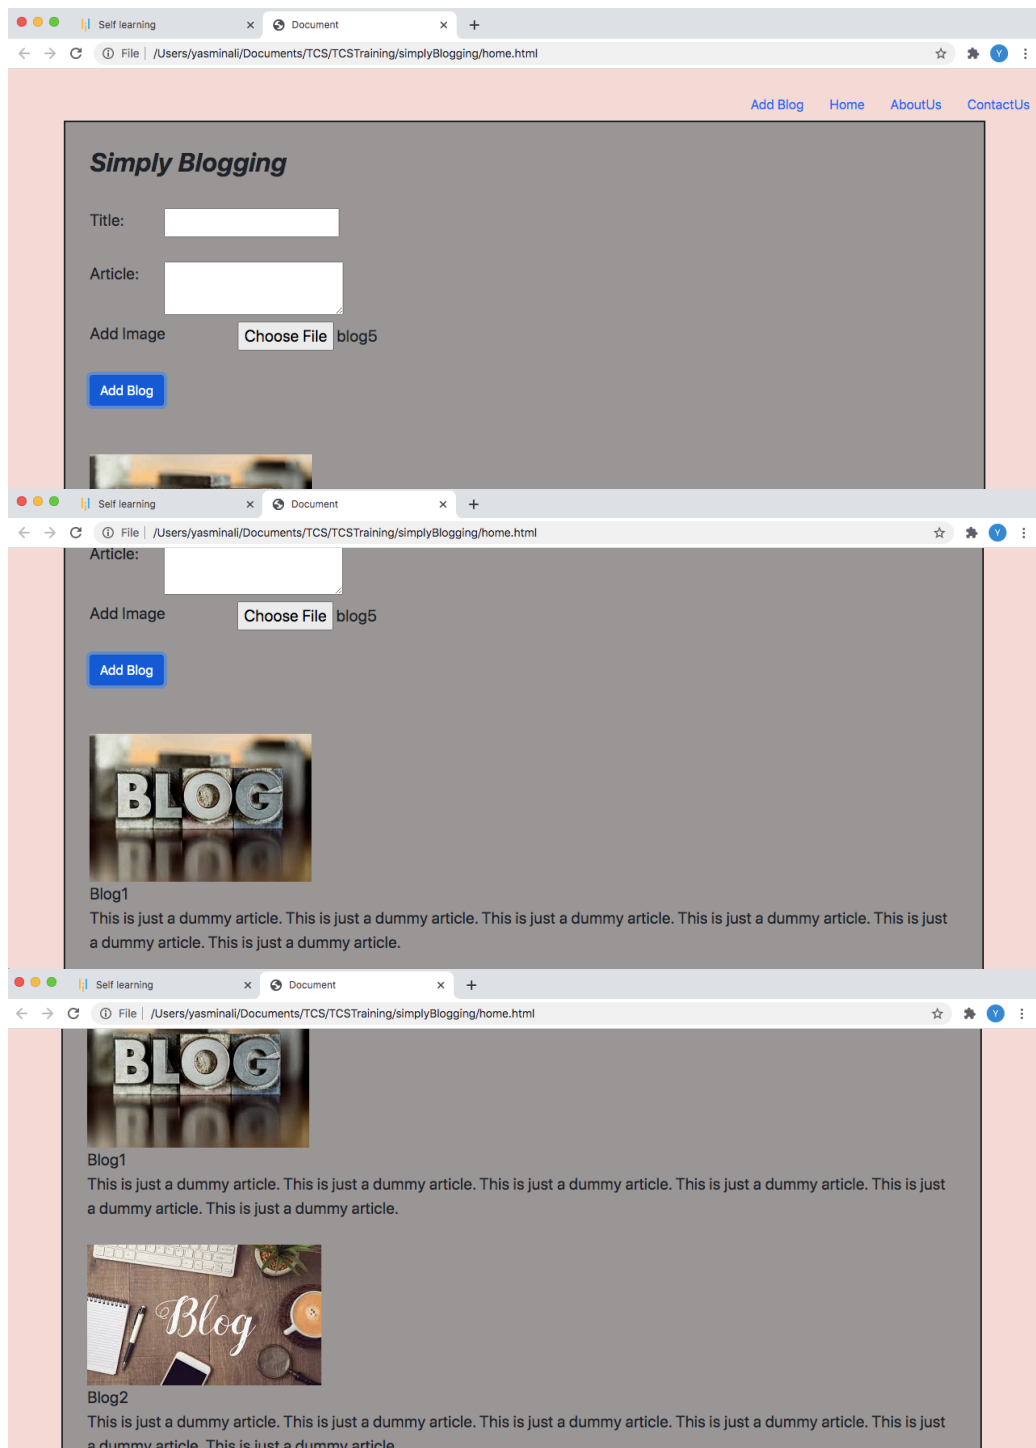 Self learning × Document × +
File | /Users/yasminali/Documents/TCS/TCSTraining/simplyBlogging/home.html Y
Add Blog Home AboutUs ContactUs
Simply Blogging
Title:
Article:
Add Image Choose File blog5
Add Blog
Self learning × Document × +
File | /Users/yasminali/Documents/TCS/TCSTraining/simplyBlogging/home.html Y
Article:
Add Image Choose File blog5
Add Blog
BLOG
Blog1
This is just a dummy article. This is just a dummy article. This is just a dummy article. This is just a dummy article. This is just
a dummy article. This is just a dummy article.
Self learning × Document × +
File | /Users/yasminali/Documents/TCS/TCSTraining/simplyBlogging/home.html Y
BLOG
Blog1
This is just a dummy article. This is just a dummy article. This is just a dummy article. This is just a dummy article. This is just
a dummy article. This is just a dummy article.
Blog
Blog2
This is just a dummy article. This is just a dummy article. This is just a dummy article. This is just a dummy article. This is just
a dummy article. This is just a dummy article.